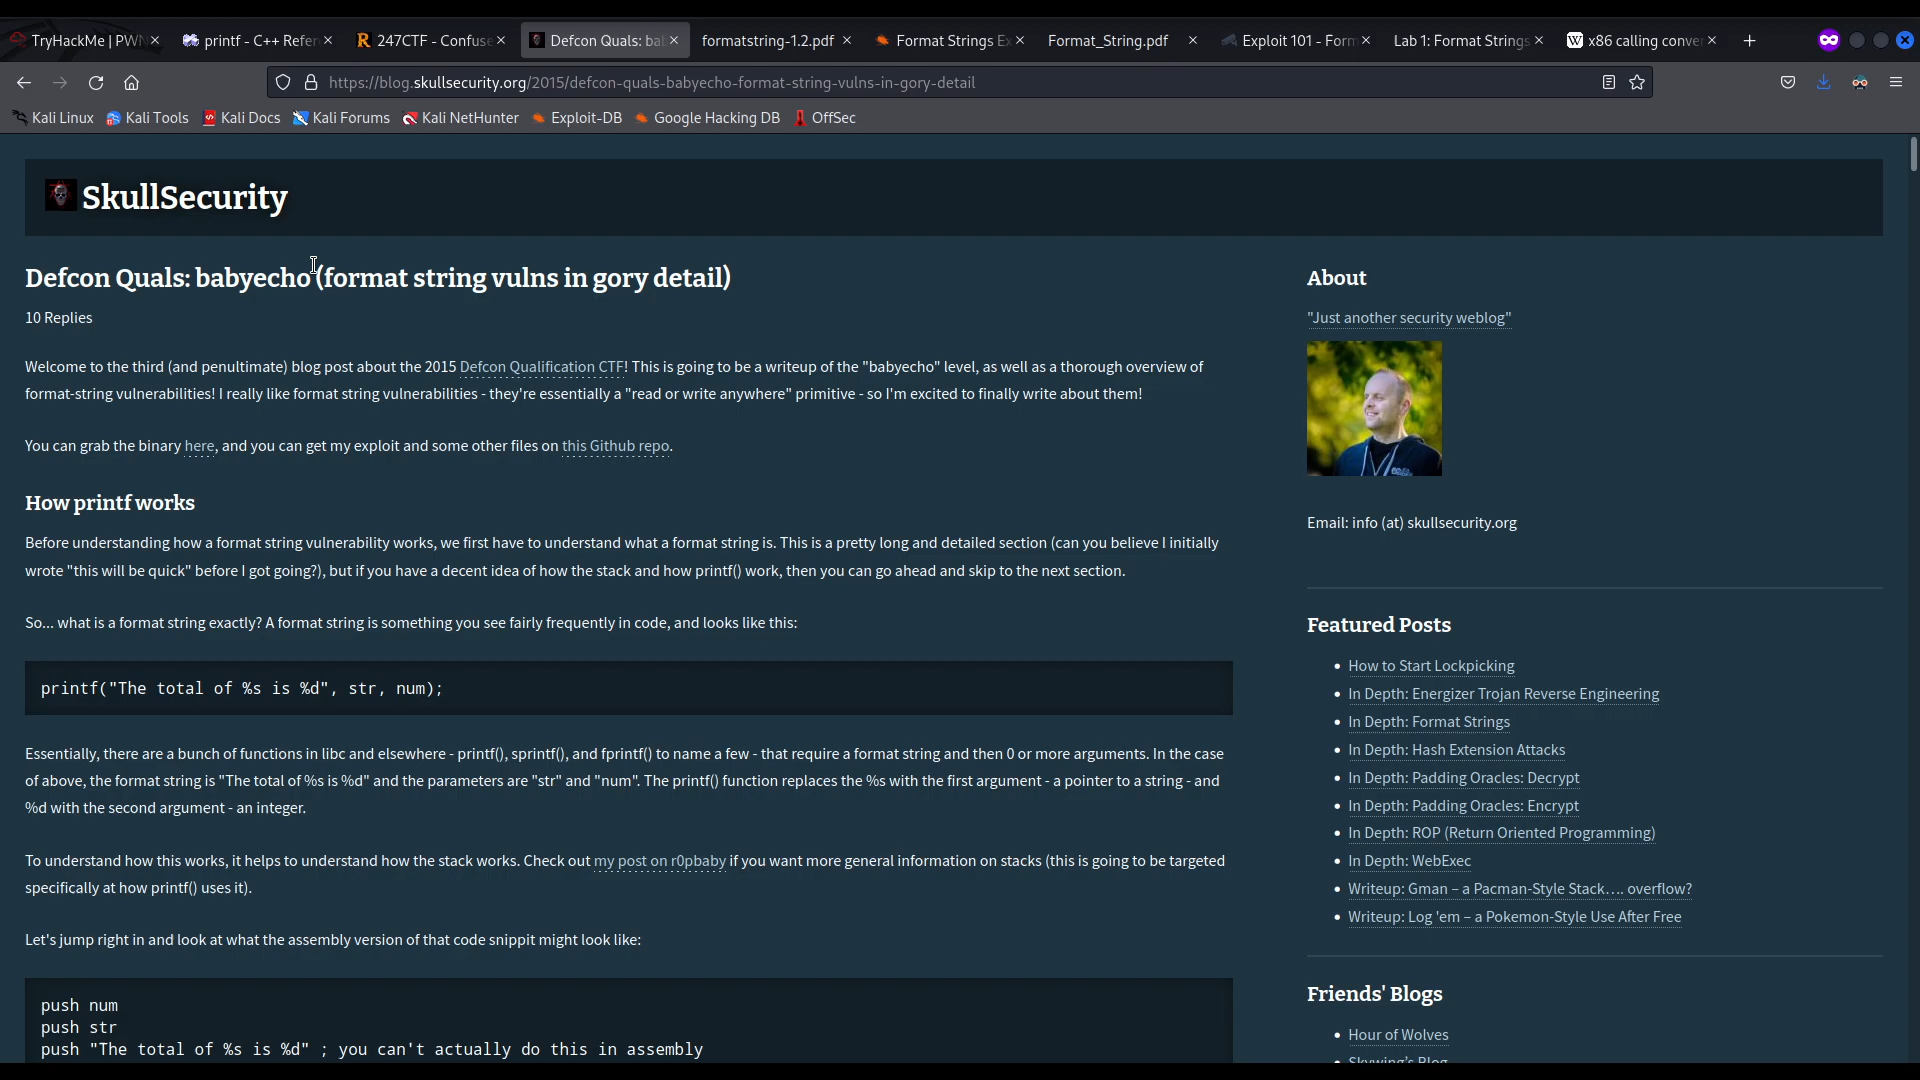 TryHackMe | PWN
printf - C++ Refer
247CTF - Confuse
Defcon Quals: ba
formatstring-1.2.pdf
Format Strings Ex
Format_String.pdf
Exploit 101 - Form
Lab 1: Format Strings
x86 calling conve
https://blog.skullsecurity.org/2015/defcon-quals-babyecho-format-string-vulns-in-gory-detail
Kali Linux
Kali Tools
Kali Docs
Kali Forums
Kali NetHunter
Exploit-DB
Google Hacking DB
OffSec
SkullSecurity
Defcon Quals: babyecho (format string vulns in gory detail)
10 Replies
Welcome to the third (and penultimate) blog post about the 2015 Defcon Qualification CTF! This is going to be a writeup of the "babyecho" level, as well as a thorough overview of
format-string vulnerabilities! I really like format string vulnerabilities - they're essentially a "read or write anywhere" primitive - so I'm excited to finally write about them!
You can grab the binary here, and you can get my exploit and some other files on this Github repo.
How printf works
Before understanding how a format string vulnerability works, we first have to understand what a format string is. This is a pretty long and detailed section (can you believe I initially
wrote "this will be quick" before I got going?), but if you have a decent idea of how the stack and how printf() work, then you can go ahead and skip to the next section.
So... what is a format string exactly? A format string is something you see fairly frequently in code, and looks like this:
printf("The total of %s is %d", str, num);
Essentially, there are a bunch of functions in libc and elsewhere - printf(), sprintf(), and fprintf() to name a few - that require a format string and then 0 or more arguments. In the case
of above, the format string is "The total of %s is %d" and the parameters are "str" and "num". The printf() function replaces the %s with the first argument - a pointer to a string - and
%d with the second argument - an integer.
To understand how this works, it helps to understand how the stack works. Check out my post on r0pbaby if you want more general information on stacks (this is going to be targeted
specifically at how printf() uses it).
Let's jump right in and look at what the assembly version of that code snippit might look like:
push num
push str
push "The total of %s is %d" ; you can't actually do this in assembly
About
"Just another security weblog"
Email: info (at) skullsecurity.org
Featured Posts
How to Start Lockpicking
In Depth: Energizer Trojan Reverse Engineering
In Depth: Format Strings
In Depth: Hash Extension Attacks
In Depth: Padding Oracles: Decrypt
In Depth: Padding Oracles: Encrypt
In Depth: ROP (Return Oriented Programming)
In Depth: WebExec
Writeup: Gman – a Pacman-Style Stack…. overflow?
Writeup: Log 'em – a Pokemon-Style Use After Free
Friends' Blogs
Hour of Wolves
Skywing's Blog